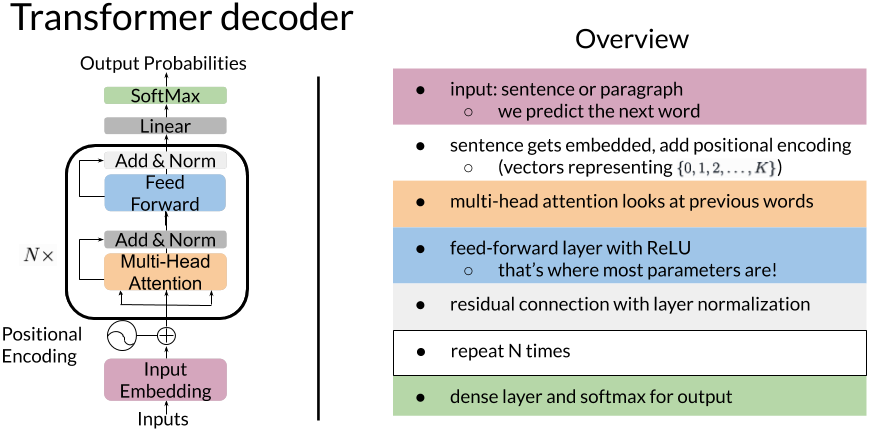 Transformer decoder
Output Probabilities
SoftMax
Linear
Add & Norm
Feed
Forward
Add & Norm
N×
Multi-Head
Attention
Positional
Encoding
Input
Embedding
Inputs
Overview
● input: sentence or paragraph
○ we predict the next word
● sentence gets embedded, add positional encoding
○ (vectors representing {0, 1, 2, . . . , K})
● multi-head attention looks at previous words
● feed-forward layer with ReLU
○ that's where most parameters are!
● residual connection with layer normalization
● repeat N times
● dense layer and softmax for output